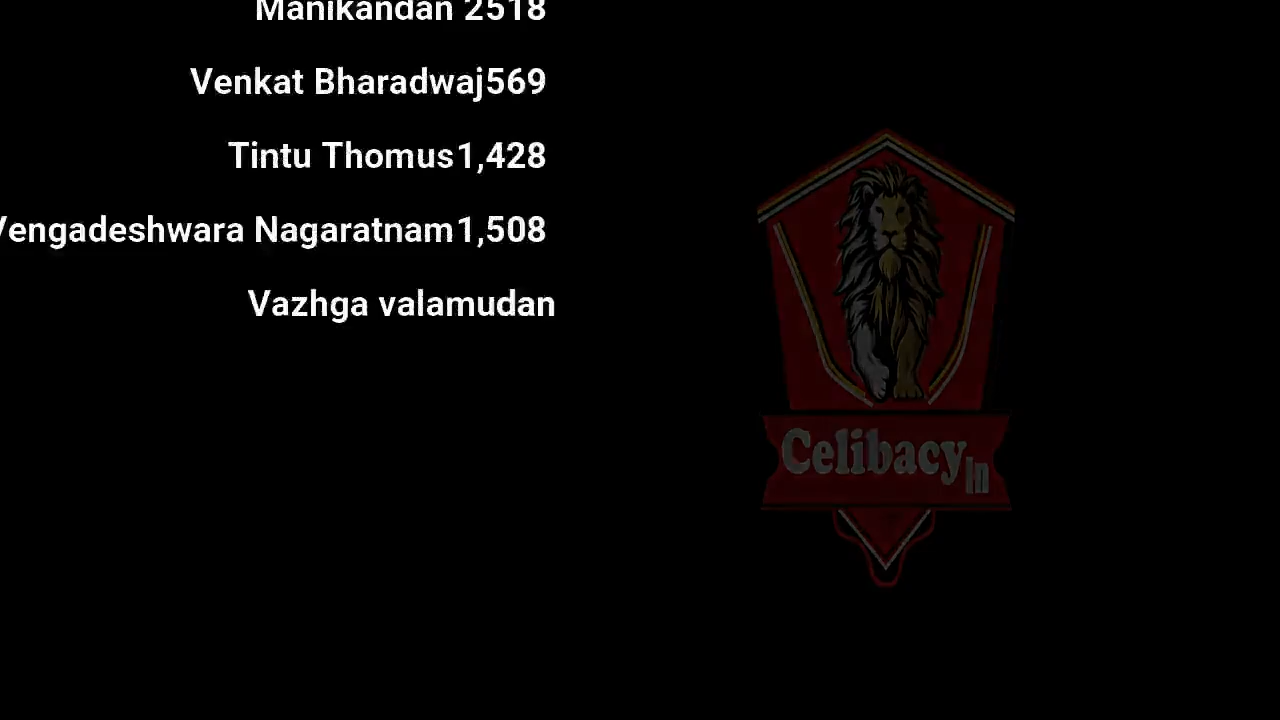 Manikandan 2518
Venkat Bharadwaj569
Tintu Thomus1,428
Vengadeshwara Nagaratnam1,508
Vazhga valamudan
Celibacy
In